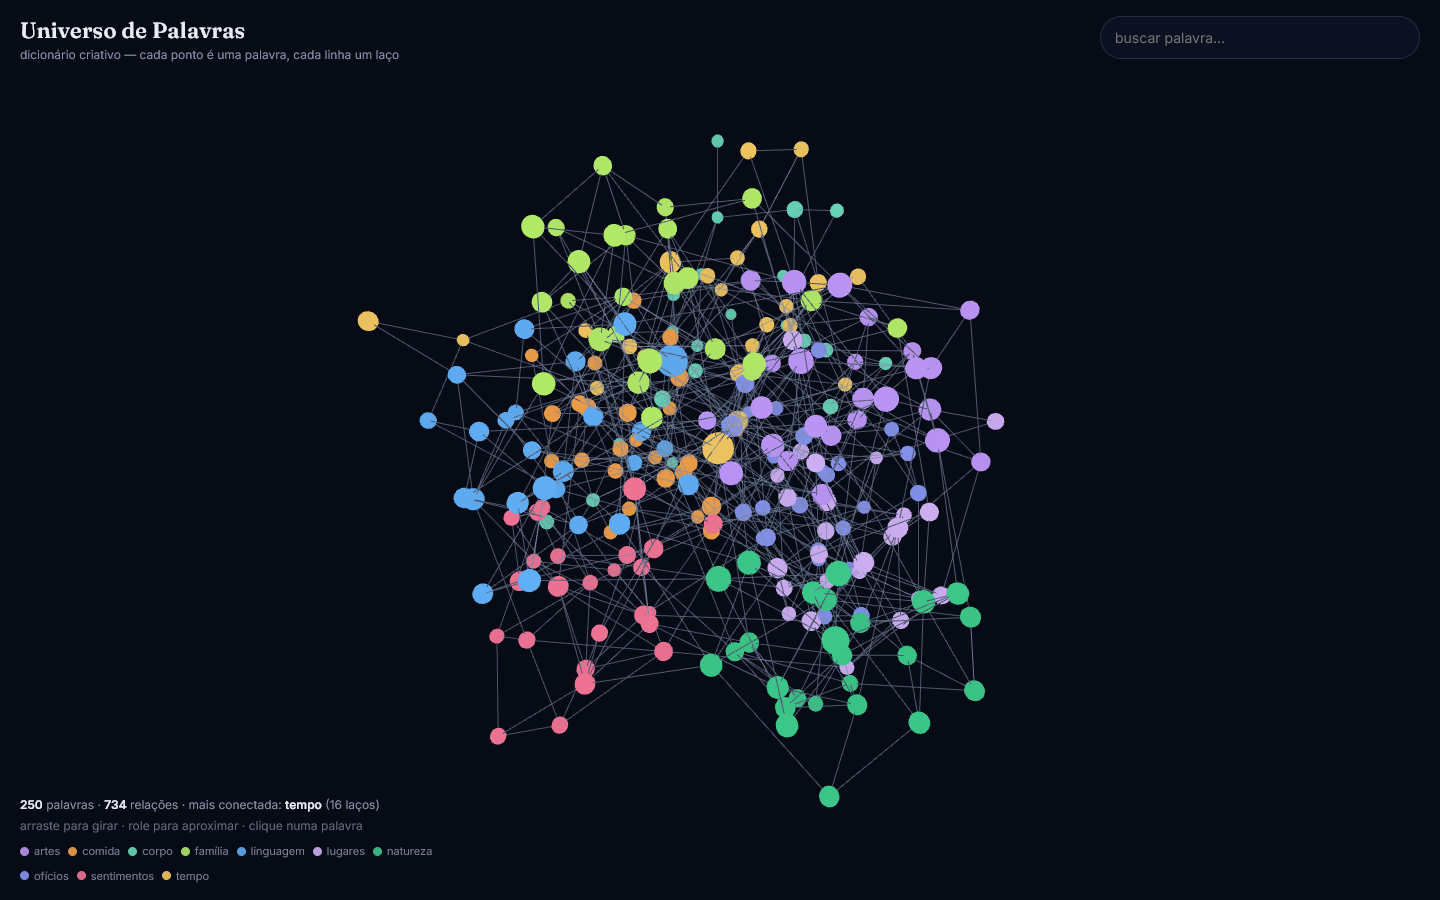 Universo de Palavras
dicionário criativo — cada ponto é uma palavra, cada linha um laço
buscar palavra...
250 palavras · 734 relações · mais conectada: tempo (16 laços)
arraste para girar · role para aproximar · clique numa palavra
artes comida corpo família linguagem lugares natureza
ofícios sentimentos tempo